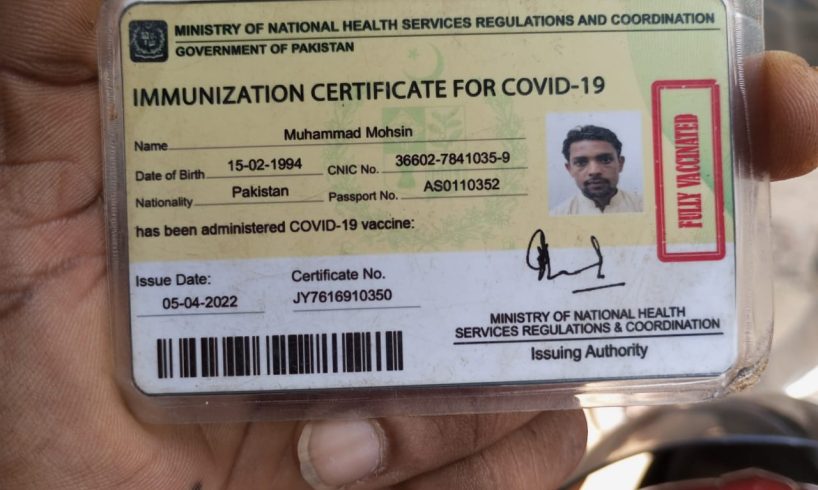 MINISTRY OF NATIONAL HEALTH SERVICES REGULATIONS AND COORDINATION
GOVERNMENT OF PAKISTAN
IMMUNIZATION CERTIFICATE FOR COVID-19
Name Muhammad Mohsin
Date of Birth 15-02-1994 CNIC No. 36602-7841035-9
Nationality Pakistan Passport No. AS0110352
has been administered COVID-19 vaccine:
FULLY VACCINATED
Issue Date: Certificate No.
05-04-2022 JY7616910350
MINISTRY OF NATIONAL HEALTH
SERVICES REGULATIONS & COORDINATION
Issuing Authority